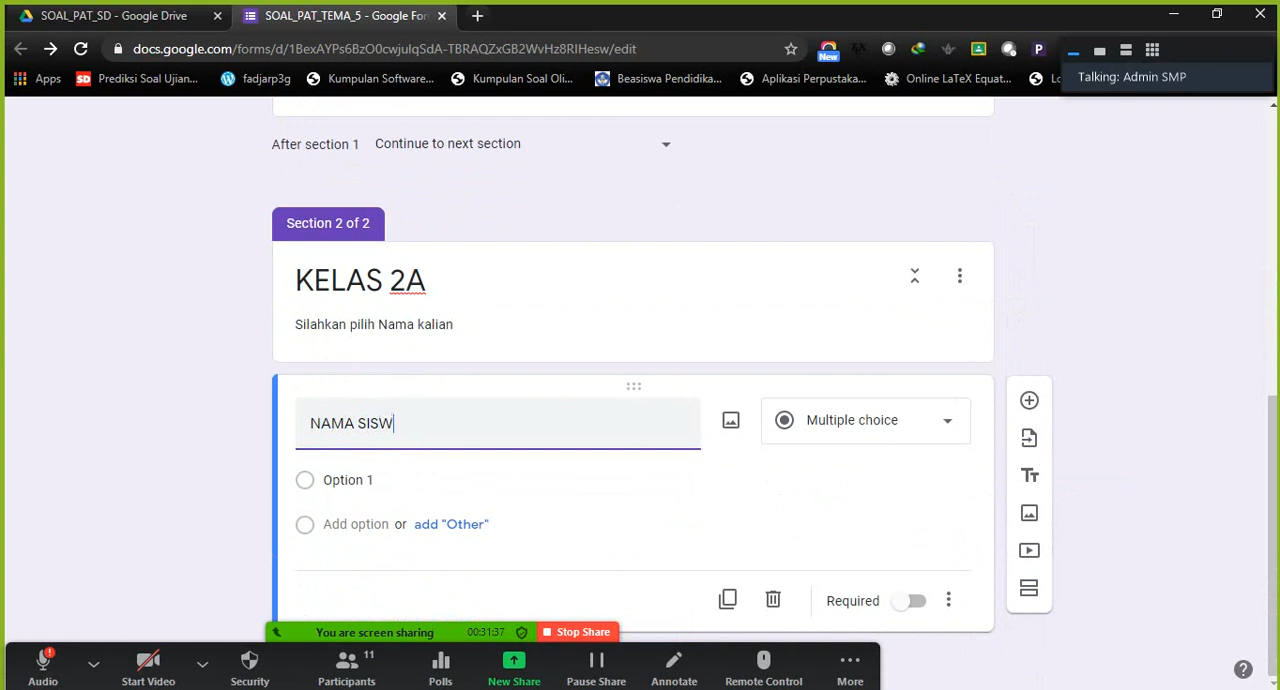 SOAL_PAT_SD - Google Drive
SOAL_PAT_TEMA_5 - Google For
docs.google.com/forms/d/1BexAYPs6BzO0cwjuIqSdA-TBRAQZxGB2WvHz8RIHesw/edit
New
P
Apps
SD
Prediksi Soal Ujian...
fadjarp3g
Kumpulan Software...
Kumpulan Soal Oli...
Beasiswa Pendidika...
Aplikasi Perpustaka...
Online LaTeX Equat...
Talking: Admin SMP
After section 1
Continue to next section
Section 2 of 2
KELAS 2A
Silahkan pilih Nama kalian
NAMA SISW
Multiple choice
Option 1
Add option or add "Other"
Required
You are screen sharing
00:31:37
Stop Share
Audio
Start Video
Security
Participants
11
Polls
New Share
Pause Share
Annotate
Remote Control
More